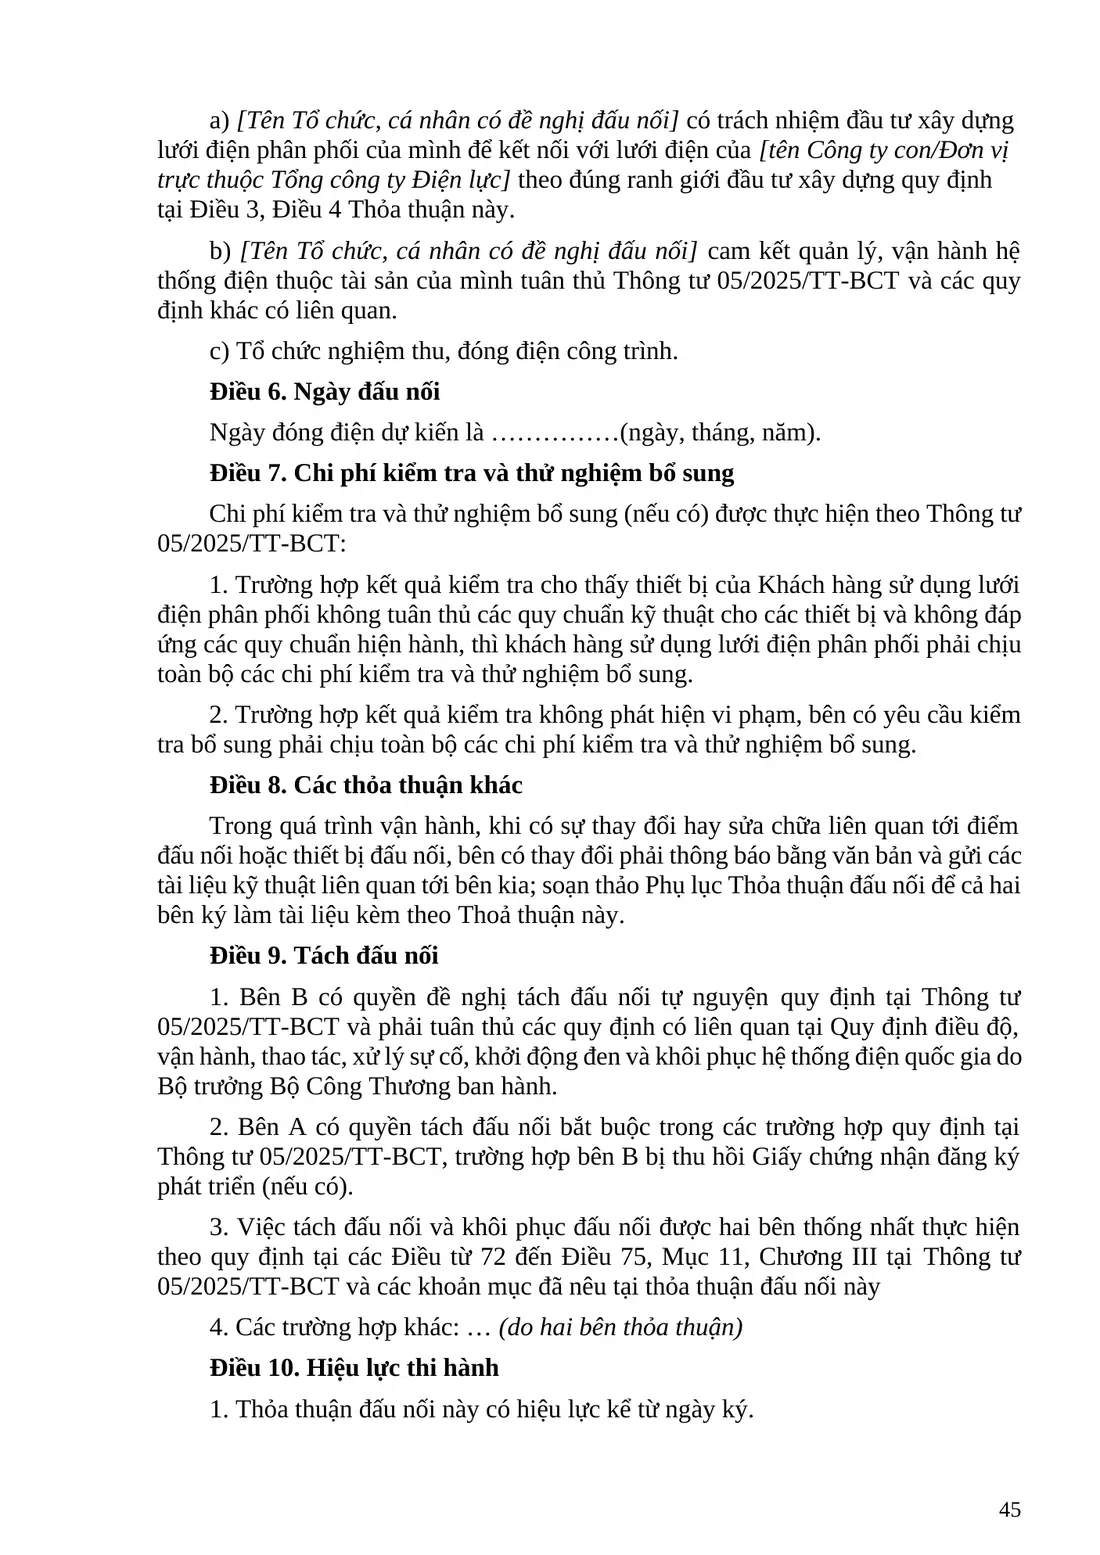 a) [Tên Tổ chức, cá nhân có đề nghị đấu nối] có trách nhiệm đầu tư xây dựng
lưới điện phân phối của mình để kết nối với lưới điện của [tên Công ty con/Đơn vị
trực thuộc Tổng công ty Điện lực] theo đúng ranh giới đầu tư xây dựng quy định
tại Điều 3, Điều 4 Thỏa thuận này.
b) [Tên Tổ chức, cá nhân có đề nghị đấu nối] cam kết quản lý, vận hành hệ
thống điện thuộc tài sản của mình tuân thủ Thông tư 05/2025/TT-BCT và các quy
định khác có liên quan.
c) Tổ chức nghiệm thu, đóng điện công trình.
Điều 6. Ngày đấu nối
Ngày đóng điện dự kiến là ……………(ngày, tháng, năm).
Điều 7. Chi phí kiểm tra và thử nghiệm bổ sung
Chi phí kiểm tra và thử nghiệm bổ sung (nếu có) được thực hiện theo Thông tư
05/2025/TT-BCT:
1. Trường hợp kết quả kiểm tra cho thấy thiết bị của Khách hàng sử dụng lưới
điện phân phối không tuân thủ các quy chuẩn kỹ thuật cho các thiết bị và không đáp
ứng các quy chuẩn hiện hành, thì khách hàng sử dụng lưới điện phân phối phải chịu
toàn bộ các chi phí kiểm tra và thử nghiệm bổ sung.
2. Trường hợp kết quả kiểm tra không phát hiện vi phạm, bên có yêu cầu kiểm
tra bổ sung phải chịu toàn bộ các chi phí kiểm tra và thử nghiệm bổ sung.
Điều 8. Các thỏa thuận khác
Trong quá trình vận hành, khi có sự thay đổi hay sửa chữa liên quan tới điểm
đấu nối hoặc thiết bị đấu nối, bên có thay đổi phải thông báo bằng văn bản và gửi các
tài liệu kỹ thuật liên quan tới bên kia; soạn thảo Phụ lục Thỏa thuận đấu nối để cả hai
bên ký làm tài liệu kèm theo Thoả thuận này.
Điều 9. Tách đấu nối
1. Bên B có quyền đề nghị tách đấu nối tự nguyện quy định tại Thông tư
05/2025/TT-BCT và phải tuân thủ các quy định có liên quan tại Quy định điều độ,
vận hành, thao tác, xử lý sự cố, khởi động đen và khôi phục hệ thống điện quốc gia do
Bộ trưởng Bộ Công Thương ban hành.
2. Bên A có quyền tách đấu nối bắt buộc trong các trường hợp quy định tại
Thông tư 05/2025/TT-BCT, trường hợp bên B bị thu hồi Giấy chứng nhận đăng ký
phát triển (nếu có).
3. Việc tách đấu nối và khôi phục đấu nối được hai bên thống nhất thực hiện
theo quy định tại các Điều từ 72 đến Điều 75, Mục 11, Chương III tại Thông tư
05/2025/TT-BCT và các khoản mục đã nêu tại thỏa thuận đấu nối này
4. Các trường hợp khác: … (do hai bên thỏa thuận)
Điều 10. Hiệu lực thi hành
1. Thỏa thuận đấu nối này có hiệu lực kể từ ngày ký.
45